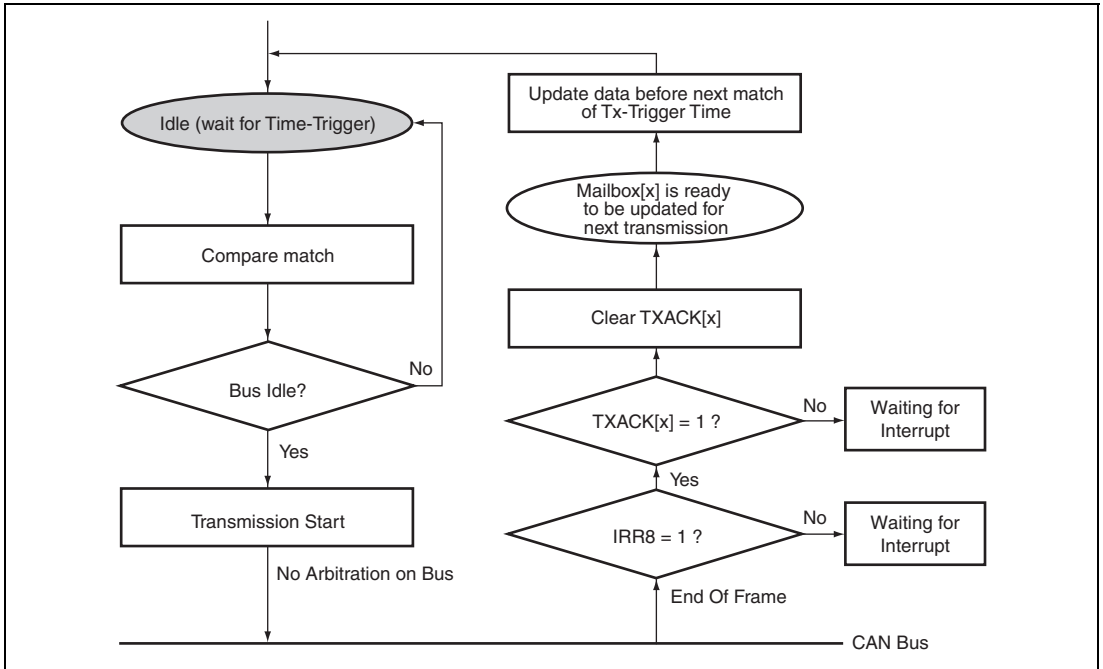 Idle (wait for Time-Trigger)
Compare match
Bus Idle?
No
Yes
Transmission Start
No Arbitration on Bus
Update data before next match
of Tx-Trigger Time
Mailbox[x] is ready
to be updated for
next transmission
Clear TXACK[x]
TXACK[x] = 1 ?
No
Waiting for
Interrupt
Yes
IRR8 = 1 ?
No
Waiting for
Interrupt
End Of Frame
CAN Bus